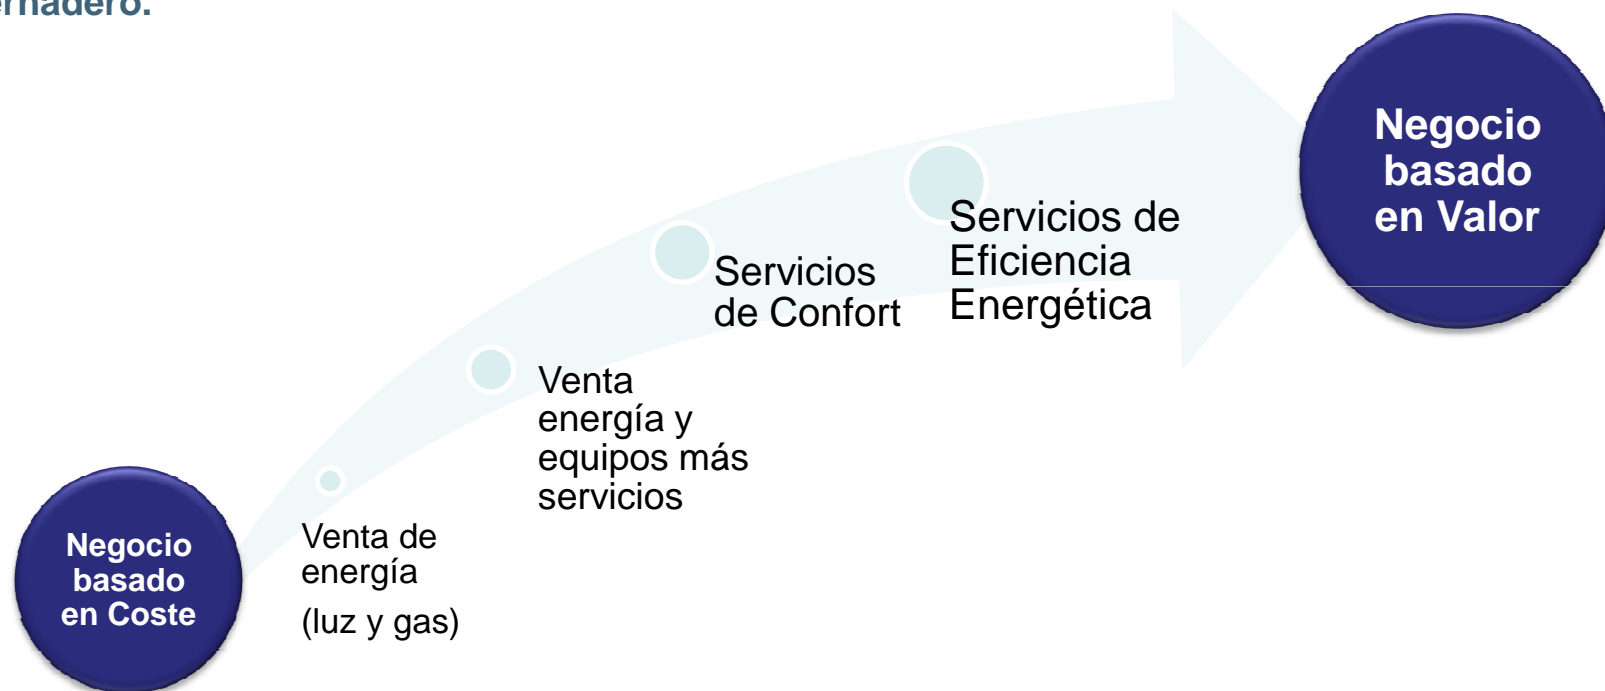 ernadero.
Negocio
basado
en Valor
Servicios de
Eficiencia
Energética
Servicios
de Confort
Venta
energía y
equipos más
servicios
Venta de
energía
(luz y gas)
Negocio
basado
en Coste